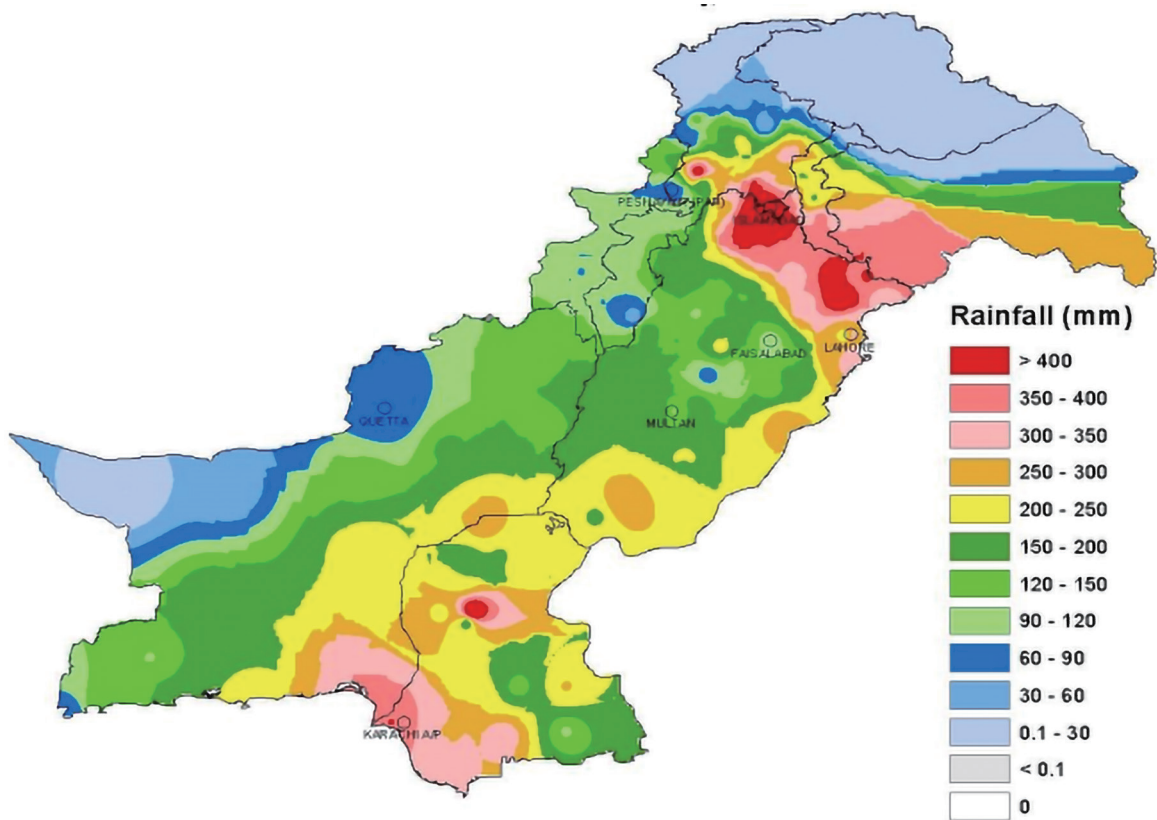 ISLAMABAD
LAHORE
FAISALABAD
MULTAN
QUETTA
KARACHI A/P
Rainfall (mm)
> 400
350 - 400
300 - 350
250 - 300
200 - 250
150 - 200
120 - 150
90 - 120
60 - 90
30 - 60
0.1 - 30
< 0.1
0